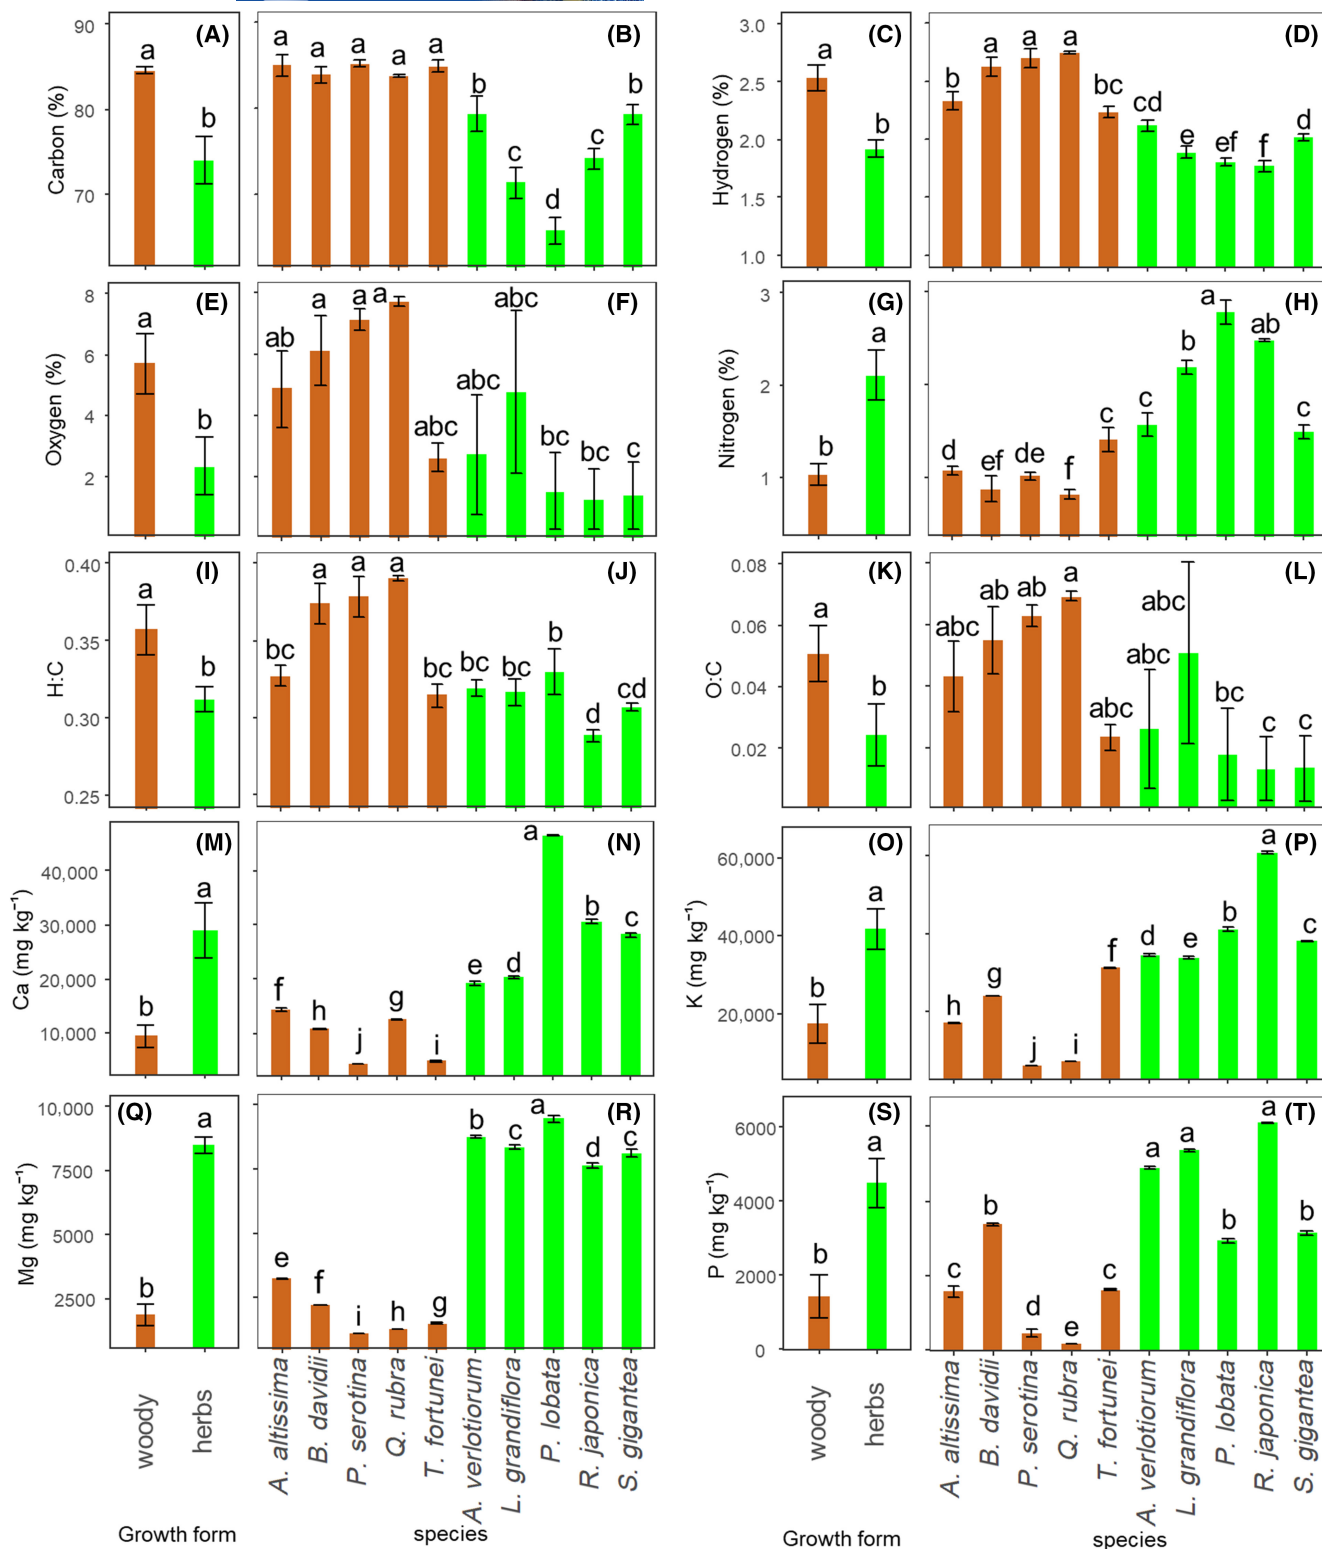 (A)
90
80
70
Carbon (%)
a
b
(B)
a
a
a
a
a
b
c
d
c
b
(C)
3.0
2.5
2.0
1.5
1.0
Hydrogen (%)
a
b
(D)
b
a
a
a
bc
cd
e
ef
f
d
(E)
8
6
4
2
Oxygen (%)
a
b
(F)
ab
a
a
a
abc
abc
abc
bc
bc
c
(G)
3
2
1
Nitrogen (%)
b
a
(H)
d
ef
de
f
c
c
b
a
ab
c
(I)
0.40
0.35
0.30
0.25
H:C
a
b
(J)
bc
a
a
a
bc
bc
bc
b
d
cd
(K)
0.08
0.06
0.04
0.02
O:C
a
b
(L)
abc
ab
ab
a
abc
abc
abc
bc
c
c
(M)
40,000
30,000
20,000
10,000
Ca (mg kg⁻¹)
b
a
(N)
f
h
j
g
i
e
d
a
b
c
(O)
60,000
40,000
20,000
K (mg kg⁻¹)
b
a
(P)
h
g
j
i
f
d
e
b
a
c
(Q)
10,000
7500
5000
2500
Mg (mg kg⁻¹)
b
a
(R)
e
f
i
h
g
b
c
a
d
c
(S)
6000
4000
2000
0
P (mg kg⁻¹)
b
a
(T)
c
b
d
e
c
a
a
b
a
b
woody
herbs
A. altissima
B. davidii
P. serotina
Q. rubra
T. fortunei
A. verlotiorum
L. grandiflora
P. lobata
R. japonica
S. gigantea
woody
herbs
A. altissima
B. davidii
P. serotina
Q. rubra
T. fortunei
A. verlotiorum
L. grandiflora
P. lobata
R. japonica
S. gigantea
Growth form
species
Growth form
species